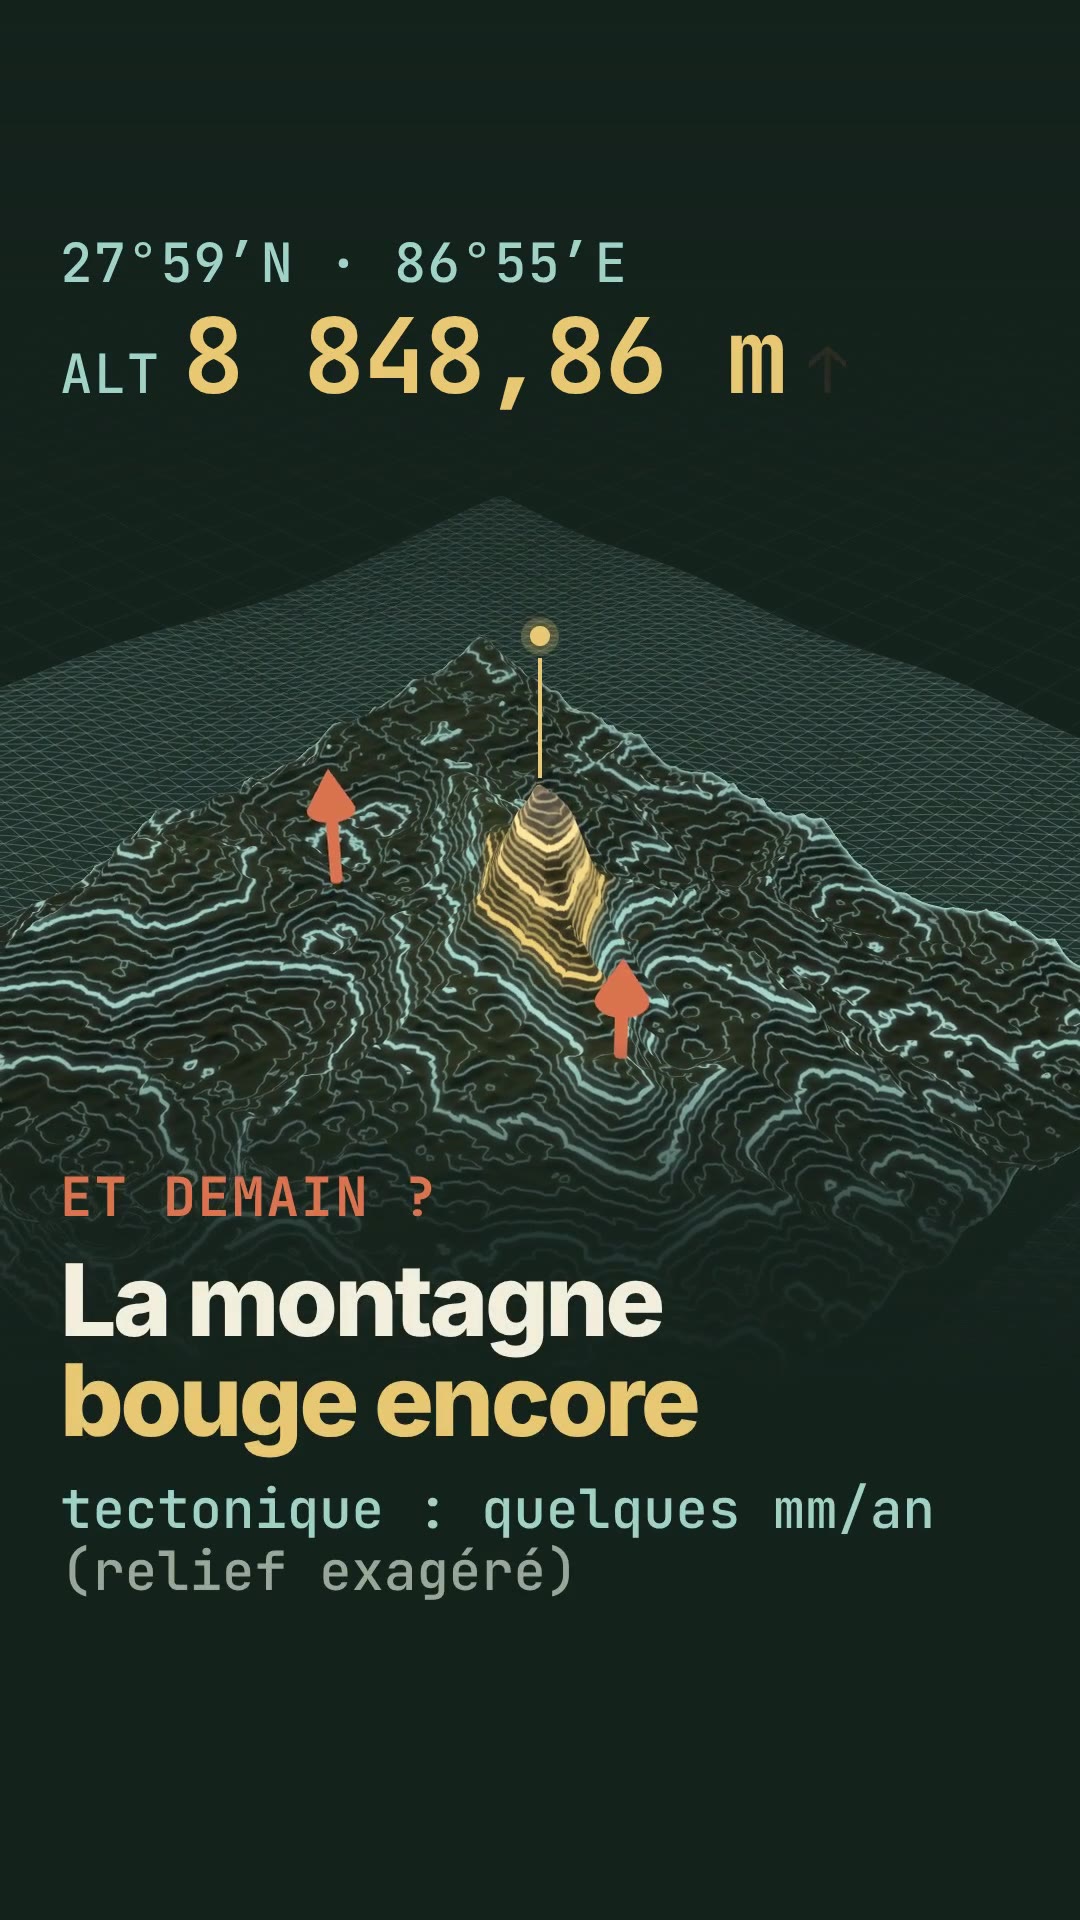 27°59′N · 86°55′E
ALT 8 848,86 m ↑
ET DEMAIN ?
La montagne
bouge encore
tectonique : quelques mm/an
(relief exagéré)